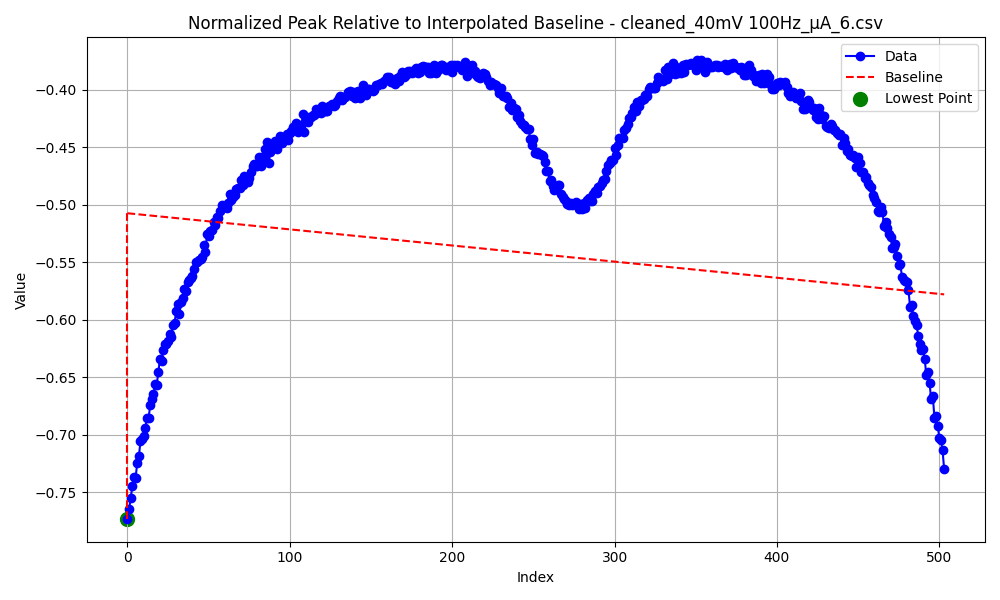 Normalized Peak Relative to Interpolated Baseline - cleaned_40mV 100Hz_μA_6.csv
Data
Baseline
Lowest Point
−0.40
−0.45
−0.50
−0.55
−0.60
−0.65
−0.70
−0.75
Value
0 100 200 300 400 500
Index